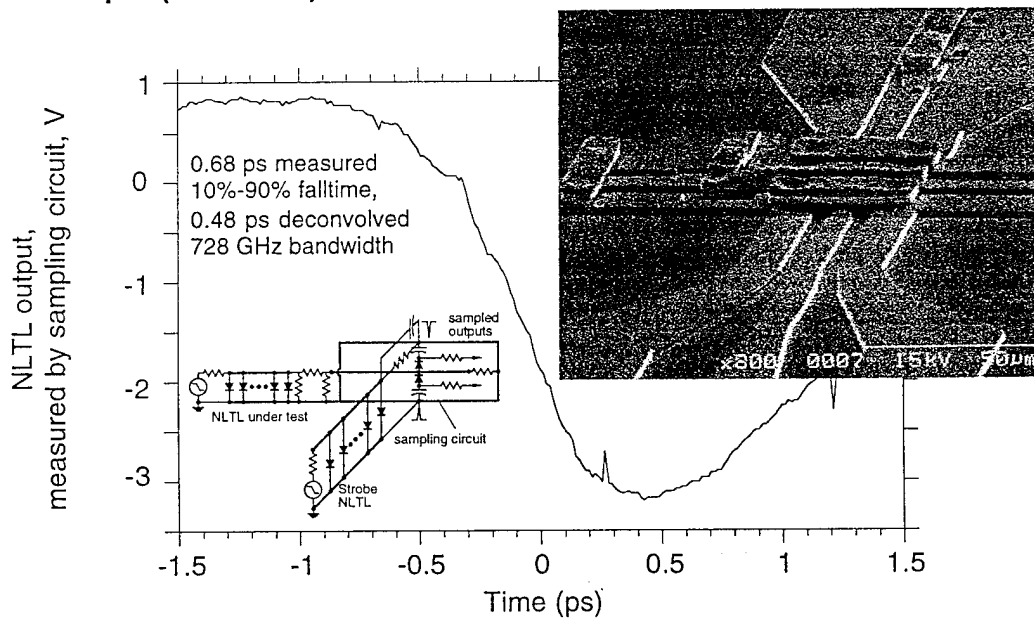 NLTL output,
measured by sampling circuit, V
1
0
-1
-2
-3
0.68 ps measured
10%-90% falltime,
0.48 ps deconvolved
728 GHz bandwidth
sampled
outputs
NLTL under test
sampling circuit
Strobe
NLTL
x800 0007 15kV 50µm
-1.5
-1
-0.5
0
0.5
1
1.5
Time (ps)